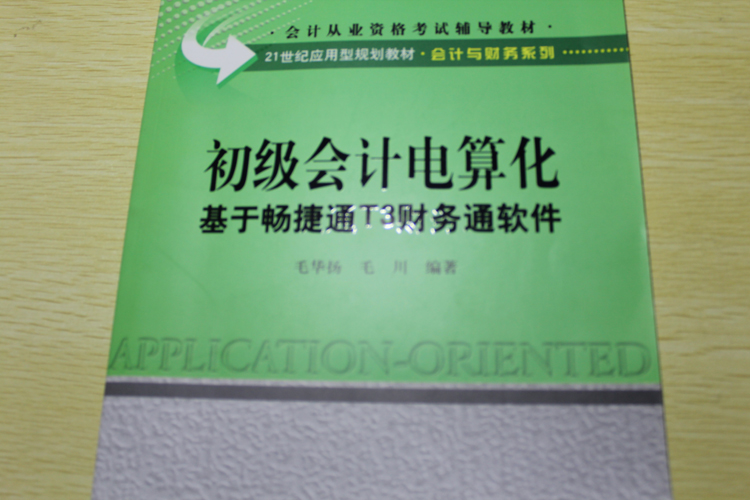 ·会计从业资格考试辅导教材·
21世纪应用型规划教材·会计与财务系列
初级会计电算化
基于畅捷通T3财务通软件
毛华扬 毛 川 编著
APPLICATION-ORIENTED